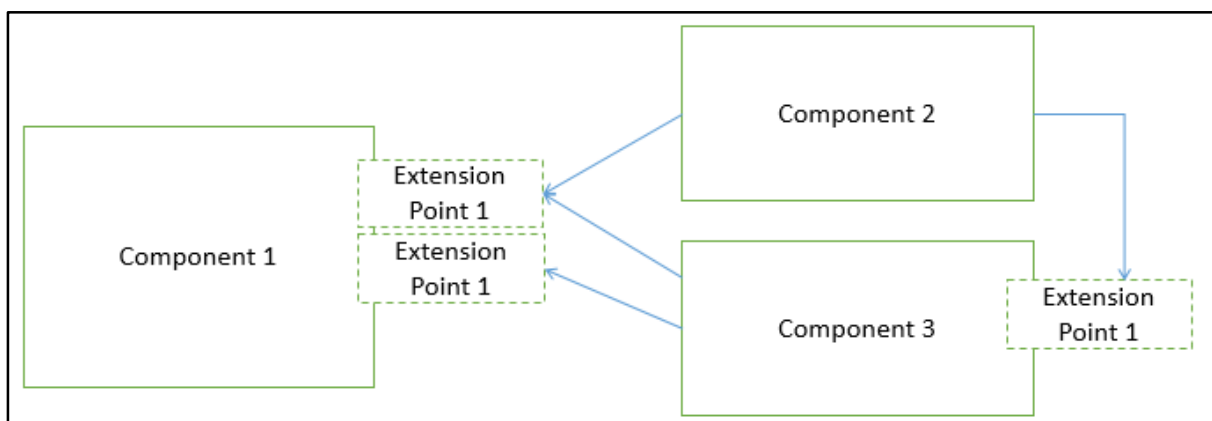 Component 2
Extension
Point 1
Component 1
Extension
Point 1
Component 3
Extension
Point 1